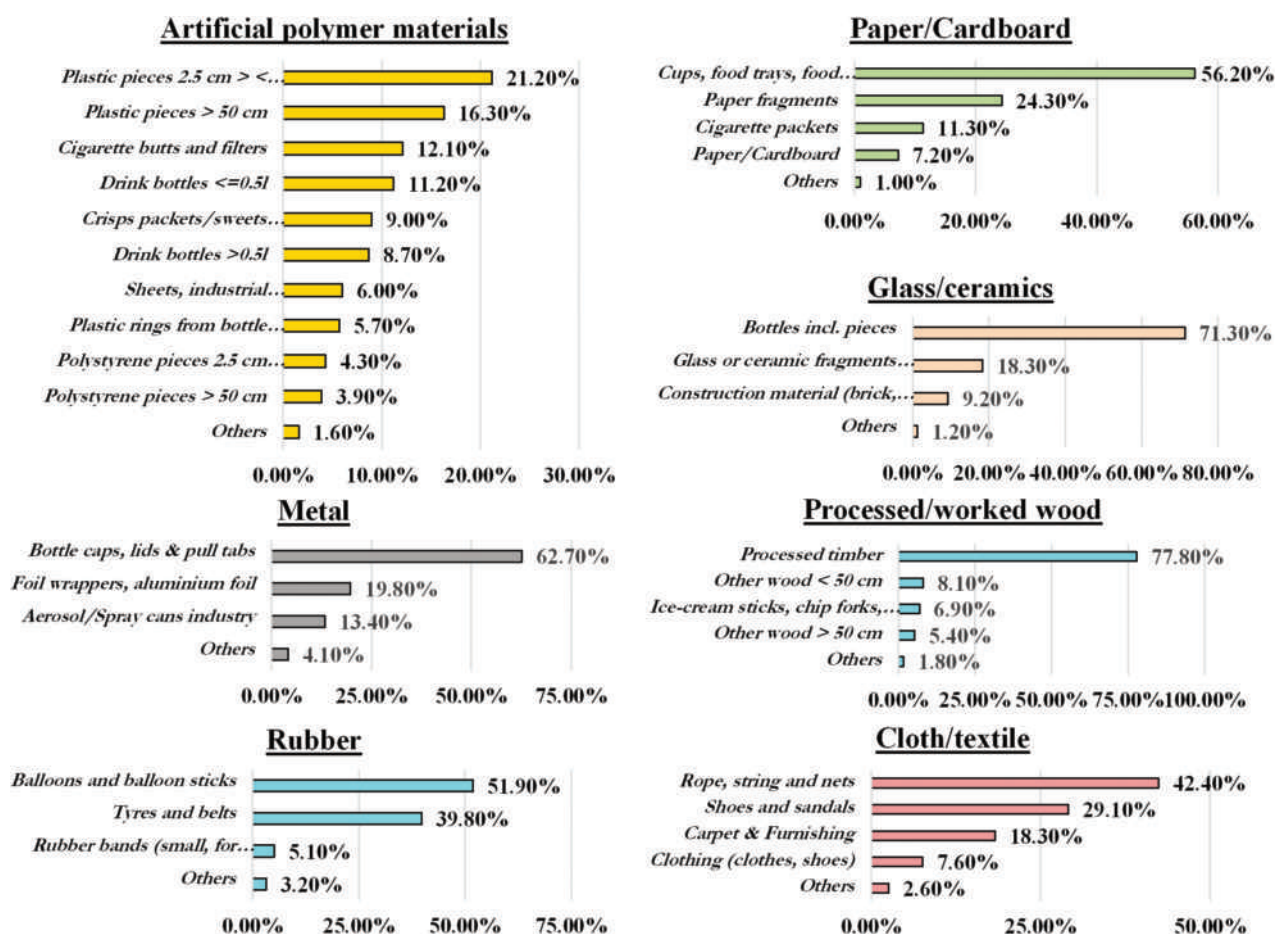 Artificial polymer materials
Plastic pieces 2.5 cm > <... 21.20%
Plastic pieces > 50 cm 16.30%
Cigarette butts and filters 12.10%
Drink bottles <=0.5l 11.20%
Crisps packets/sweets... 9.00%
Drink bottles >0.5l 8.70%
Sheets, industrial... 6.00%
Plastic rings from bottle... 5.70%
Polystyrene pieces 2.5 cm... 4.30%
Polystyrene pieces > 50 cm 3.90%
Others 1.60%
0.00% 10.00% 20.00% 30.00%
Paper/Cardboard
Cups, food trays, food... 56.20%
Paper fragments 24.30%
Cigarette packets 11.30%
Paper/Cardboard 7.20%
Others 1.00%
0.00% 20.00% 40.00% 60.00%
Glass/ceramics
Bottles incl. pieces 71.30%
Glass or ceramic fragments... 18.30%
Construction material (brick,... 9.20%
Others 1.20%
0.00% 20.00% 40.00% 60.00% 80.00%
Metal
Bottle caps, lids & pull tabs 62.70%
Foil wrappers, aluminium foil 19.80%
Aerosol/Spray cans industry 13.40%
Others 4.10%
0.00% 25.00% 50.00% 75.00%
Processed/worked wood
Processed timber 77.80%
Other wood < 50 cm 8.10%
Ice-cream sticks, chip forks,... 6.90%
Other wood > 50 cm 5.40%
Others 1.80%
0.00% 25.00% 50.00% 75.00% 100.00%
Rubber
Balloons and balloon sticks 51.90%
Tyres and belts 39.80%
Rubber bands (small, for... 5.10%
Others 3.20%
0.00% 25.00% 50.00% 75.00%
Cloth/textile
Rope, string and nets 42.40%
Shoes and sandals 29.10%
Carpet & Furnishing 18.30%
Clothing (clothes, shoes) 7.60%
Others 2.60%
0.00% 25.00% 50.00%